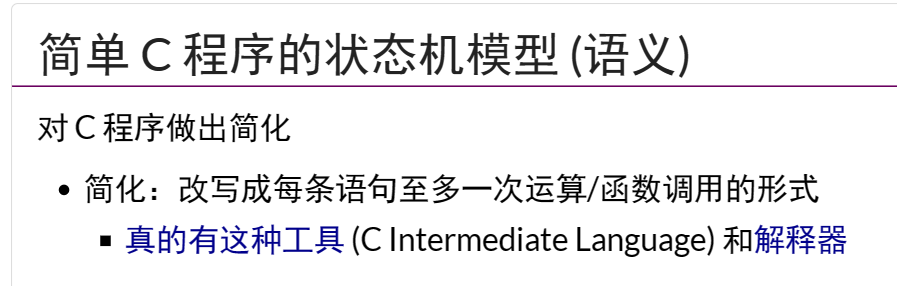 简单 C 程序的状态机模型 (语义)
对 C 程序做出简化
简化：改写成每条语句至多一次运算/函数调用的形式
真的有这种工具 (C Intermediate Language) 和解释器